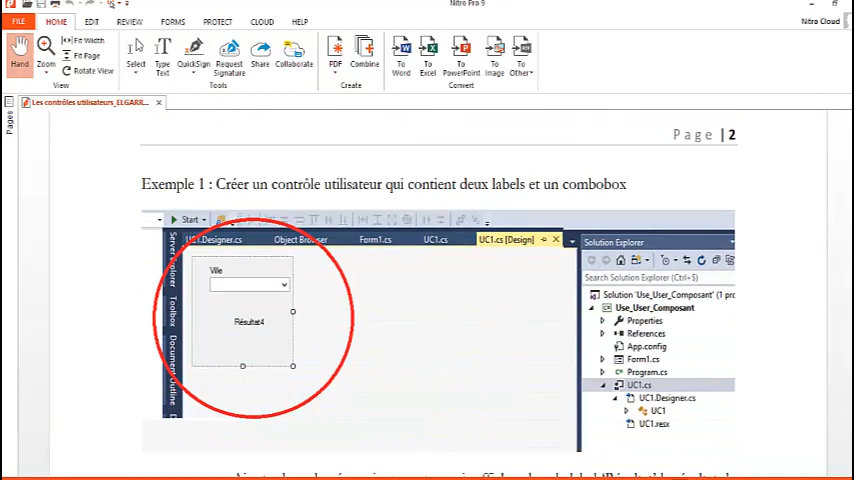 Nitro Pro 9
FILE HOME EDIT REVIEW FORMS PROTECT CLOUD HELP
Nitro Cloud
Hand
Zoom
Fit Width
Fit Page
Rotate View
View
Select
Type Text
QuickSign
Request Signature
Share
Collaborate
Tools
PDF
Combine
Create
To Word
To Excel
To PowerPoint
To Image
To Other
Convert
Les contrôles utilisateurs_ELGARR...
Pages
Page | 2
Exemple 1 : Créer un contrôle utilisateur qui contient deux labels et un combobox
Start
UC1.Designer.cs Object Browser Form1.cs UC1.cs UC1.cs [Design]
Server Explorer
Toolbox
Document Outline
Ville
Résultat4
Solution Explorer
Search Solution Explorer (Ctrl+$)
Solution 'Use_User_Composant' (1 pro
Use_User_Composant
Properties
References
App.config
Form1.cs
Program.cs
UC1.cs
UC1.Designer.cs
UC1
UC1.resx